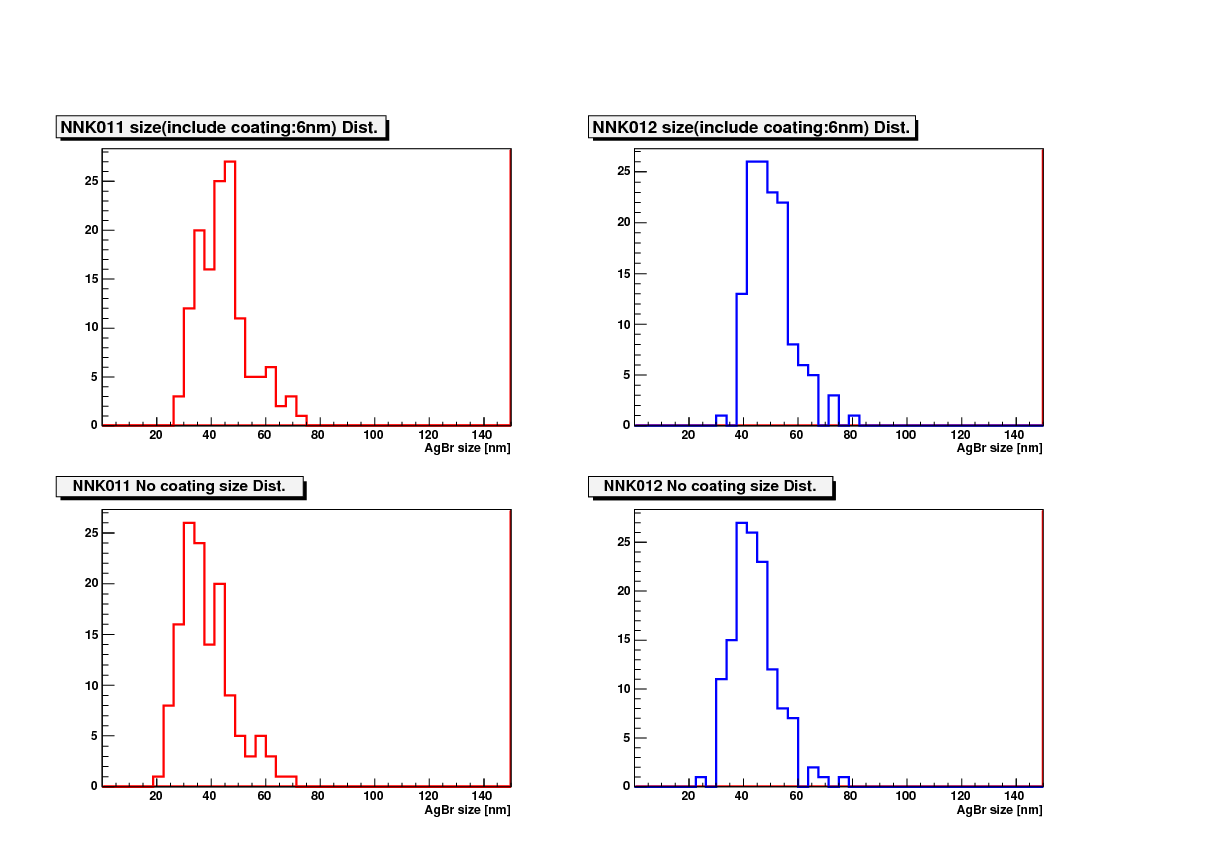 NNK011 size(include coating:6nm) Dist.
25
20
15
10
5
0
20 40 60 80 100 120 140
AgBr size [nm]
NNK012 size(include coating:6nm) Dist.
25
20
15
10
5
0
20 40 60 80 100 120 140
AgBr size [nm]
NNK011 No coating size Dist.
25
20
15
10
5
0
20 40 60 80 100 120 140
AgBr size [nm]
NNK012 No coating size Dist.
25
20
15
10
5
0
20 40 60 80 100 120 140
AgBr size [nm]